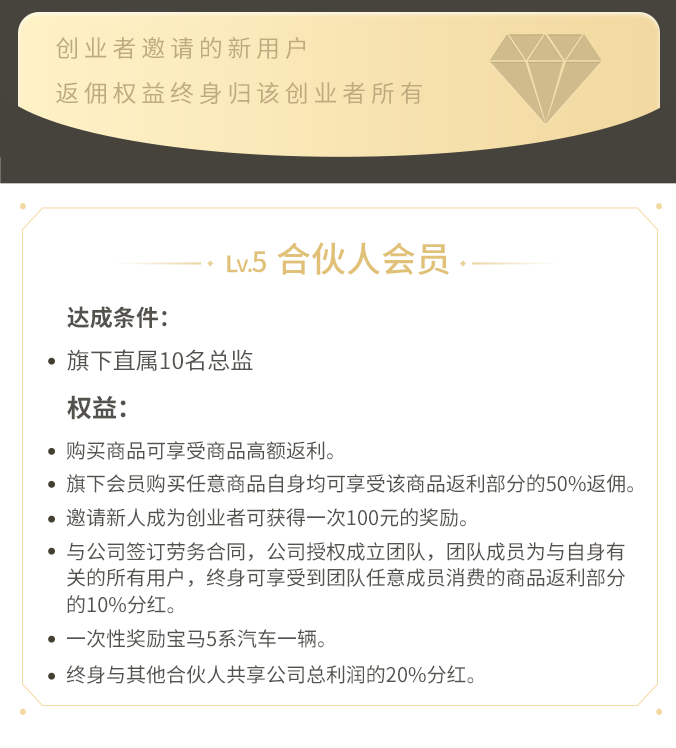 创业者邀请的新用户
返佣权益终身归该创业者所有
Lv.5 合伙人会员
达成条件：
• 旗下直属10名总监
权益：
• 购买商品可享受商品高额返利。
• 旗下会员购买任意商品自身均可享受该商品返利部分的50%返佣。
• 邀请新人成为创业者可获得一次100元的奖励。
• 与公司签订劳务合同，公司授权成立团队，团队成员为与自身有
关的所有用户，终身可享受到团队任意成员消费的商品返利部分
的10%分红。
• 一次性奖励宝马5系汽车一辆。
• 终身与其他合伙人共享公司总利润的20%分红。